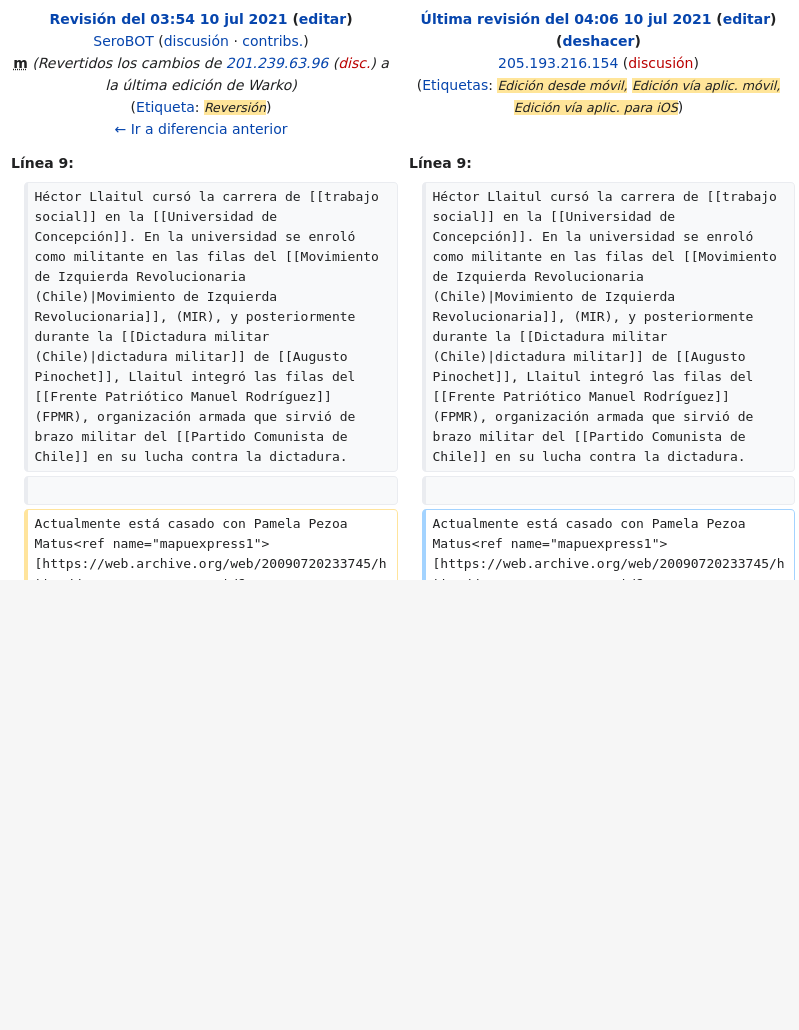 Revisión del 03:54 10 jul 2021 (editar)
SeroBOT (discusión · contribs.)
m (Revertidos los cambios de 201.239.63.96 (disc.) a
la última edición de Warko)
(Etiqueta: Reversión)
← Ir a diferencia anterior
Última revisión del 04:06 10 jul 2021 (editar)
(deshacer)
205.193.216.154 (discusión)
(Etiquetas: Edición desde móvil, Edición vía aplic. móvil,
Edición vía aplic. para iOS)
Línea 9:
Héctor Llaitul cursó la carrera de [[trabajo
social]] en la [[Universidad de
Concepción]]. En la universidad se enroló
como militante en las filas del [[Movimiento
de Izquierda Revolucionaria
(Chile)|Movimiento de Izquierda
Revolucionaria]], (MIR), y posteriormente
durante la [[Dictadura militar
(Chile)|dictadura militar]] de [[Augusto
Pinochet]], Llaitul integró las filas del
[[Frente Patriótico Manuel Rodríguez]]
(FPMR), organización armada que sirvió de
brazo militar del [[Partido Comunista de
Chile]] en su lucha contra la dictadura.
Actualmente está casado con Pamela Pezoa
Matus<ref name="mapuexpress1">
[https://web.archive.org/web/20090720233745/h
Línea 9:
Héctor Llaitul cursó la carrera de [[trabajo
social]] en la [[Universidad de
Concepción]]. En la universidad se enroló
como militante en las filas del [[Movimiento
de Izquierda Revolucionaria
(Chile)|Movimiento de Izquierda
Revolucionaria]], (MIR), y posteriormente
durante la [[Dictadura militar
(Chile)|dictadura militar]] de [[Augusto
Pinochet]], Llaitul integró las filas del
[[Frente Patriótico Manuel Rodríguez]]
(FPMR), organización armada que sirvió de
brazo militar del [[Partido Comunista de
Chile]] en su lucha contra la dictadura.
Actualmente está casado con Pamela Pezoa
Matus<ref name="mapuexpress1">
[https://web.archive.org/web/20090720233745/h